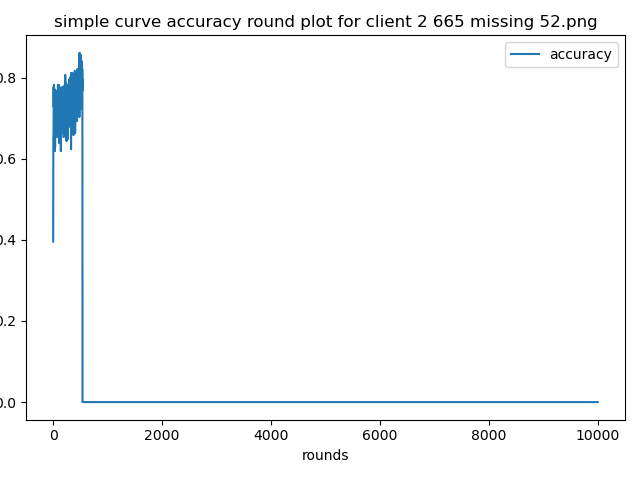 simple curve accuracy round plot for client 2 665 missing 52.png
accuracy
0.8
0.6
0.4
0.2
0.0
0 2000 4000 6000 8000 10000
rounds